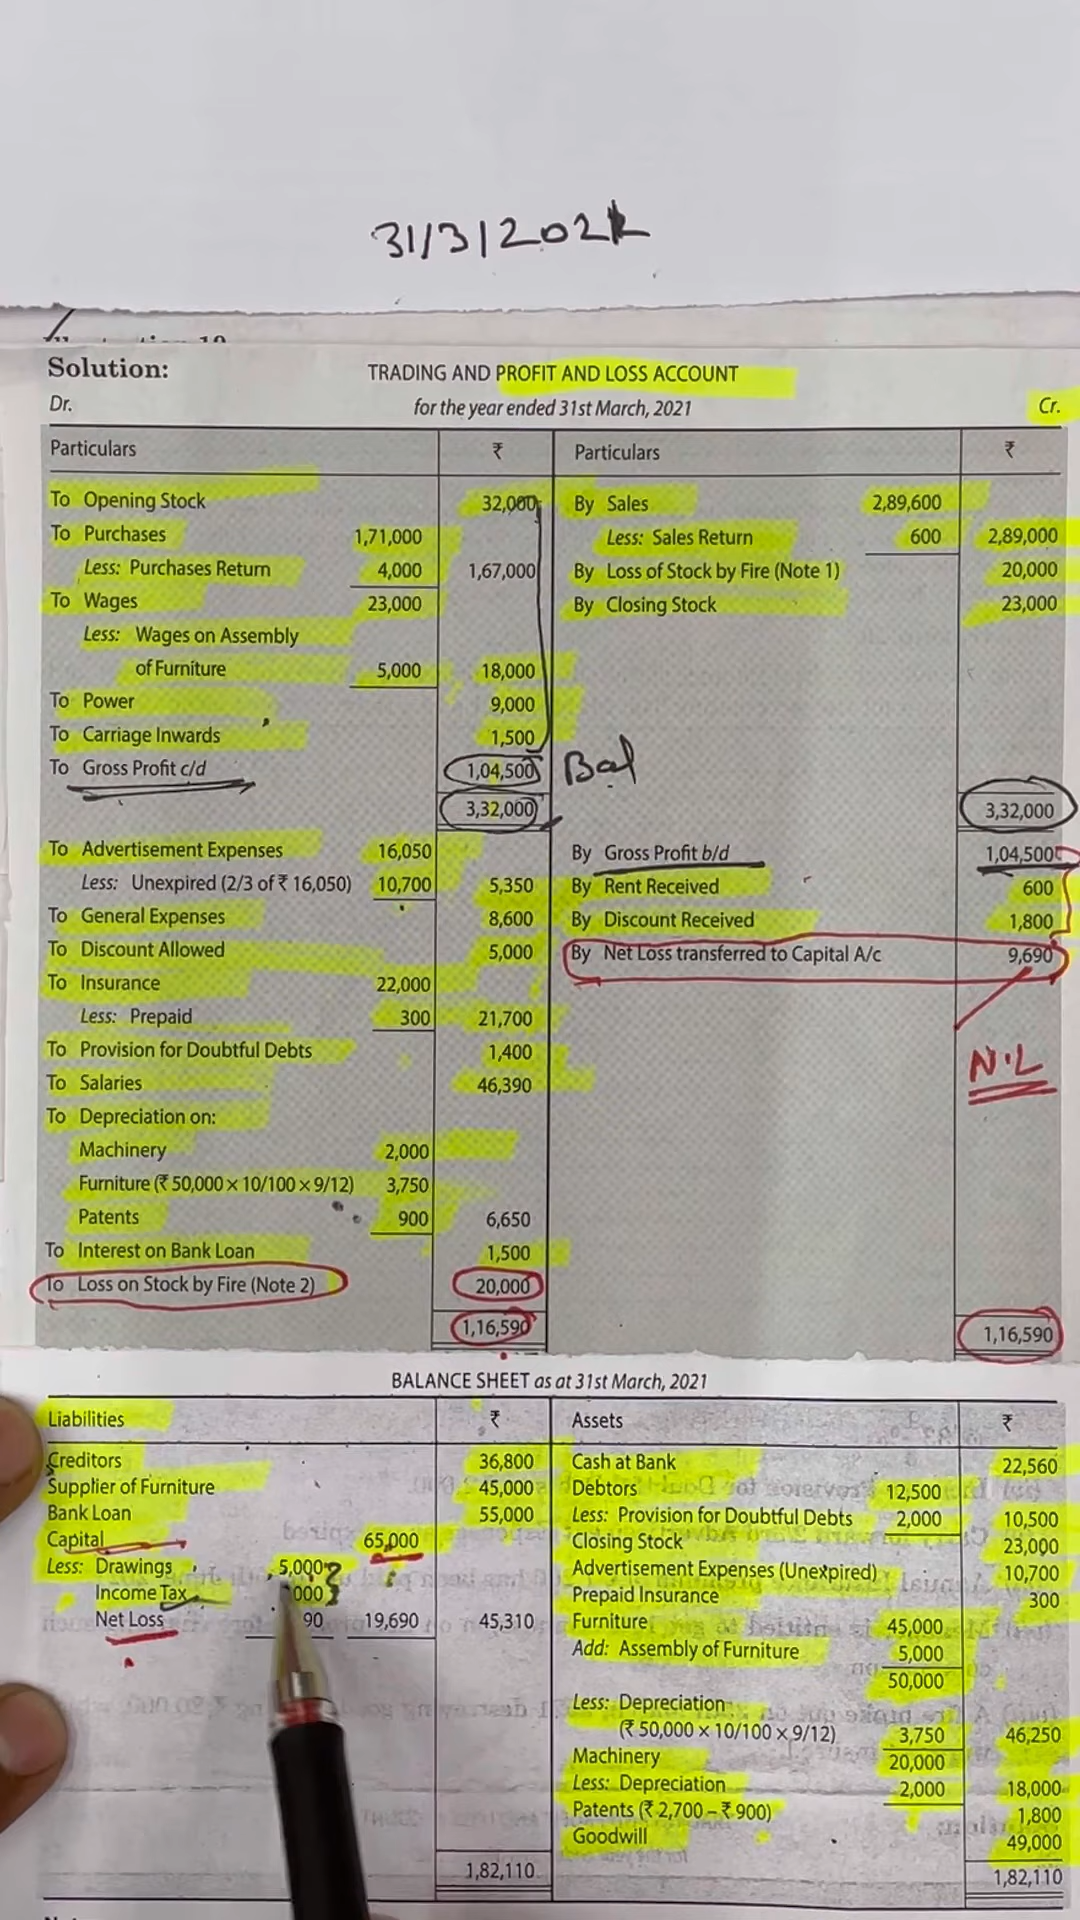 31/3/2021
Solution:
TRADING AND PROFIT AND LOSS ACCOUNT
Dr. for the year ended 31st March, 2021 Cr.
Particulars ₹ Particulars ₹
To Opening Stock 32,000 By Sales 2,89,600
To Purchases 1,71,000 Less: Sales Return 600 2,89,000
Less: Purchases Return 4,000 1,67,000 By Loss of Stock by Fire (Note 1) 20,000
To Wages 23,000 By Closing Stock 23,000
Less: Wages on Assembly
of Furniture 5,000 18,000
To Power 9,000
To Carriage Inwards 1,500
To Gross Profit c/d 1,04,500 Bal
3,32,000 3,32,000
To Advertisement Expenses 16,050 By Gross Profit b/d 1,04,500
Less: Unexpired (2/3 of ₹ 16,050) 10,700 5,350 By Rent Received 600
To General Expenses 8,600 By Discount Received 1,800
To Discount Allowed 5,000 By Net Loss transferred to Capital A/c 9,690
To Insurance 22,000
Less: Prepaid 300 21,700
To Provision for Doubtful Debts 1,400
N.L
To Salaries 46,390
To Depreciation on:
Machinery 2,000
Furniture (₹ 50,000 × 10/100 × 9/12) 3,750
Patents 900 6,650
To Interest on Bank Loan 1,500
To Loss on Stock by Fire (Note 2) 20,000
1,16,590 1,16,590
BALANCE SHEET as at 31st March, 2021
Liabilities ₹ Assets ₹
Creditors 36,800 Cash at Bank 22,560
Supplier of Furniture 45,000 Debtors 12,500
Bank Loan 55,000 Less: Provision for Doubtful Debts 2,000 10,500
Capital 65,000 Closing Stock 23,000
Less: Drawings 5,000 Advertisement Expenses (Unexpired) 10,700
Income Tax 000 Prepaid Insurance 300
Net Loss 90 19,690 45,310 Furniture 45,000
Add: Assembly of Furniture 5,000
50,000
Less: Depreciation
(₹ 50,000 × 10/100 × 9/12) 3,750 46,250
Machinery 20,000
Less: Depreciation 2,000 18,000
Patents (₹ 2,700 – ₹ 900) 1,800
Goodwill 49,000
1,82,110 1,82,110